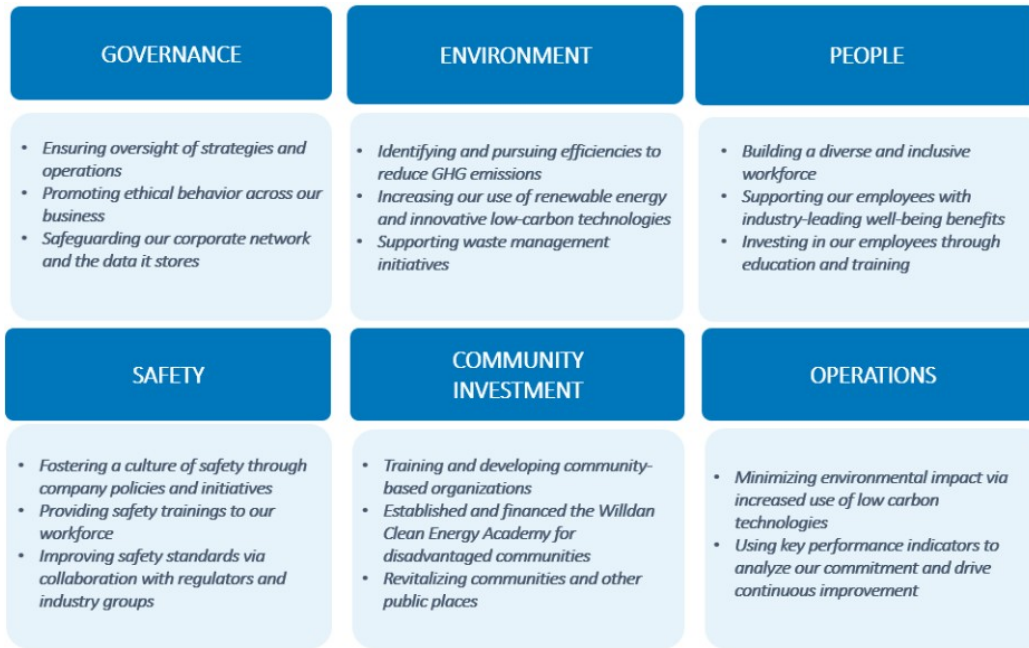 GOVERNANCE
• Ensuring oversight of strategies and
operations
• Promoting ethical behavior across our
business
• Safeguarding our corporate network
and the data it stores
ENVIRONMENT
• Identifying and pursuing efficiencies to
reduce GHG emissions
• Increasing our use of renewable energy
and innovative low-carbon technologies
• Supporting waste management
initiatives
PEOPLE
• Building a diverse and inclusive
workforce
• Supporting our employees with
industry-leading well-being benefits
• Investing in our employees through
education and training
SAFETY
• Fostering a culture of safety through
company policies and initiatives
• Providing safety trainings to our
workforce
• Improving safety standards via
collaboration with regulators and
industry groups
COMMUNITY
INVESTMENT
• Training and developing community-
based organizations
• Established and financed the Willdan
Clean Energy Academy for
disadvantaged communities
• Revitalizing communities and other
public places
OPERATIONS
• Minimizing environmental impact via
increased use of low carbon
technologies
• Using key performance indicators to
analyze our commitment and drive
continuous improvement